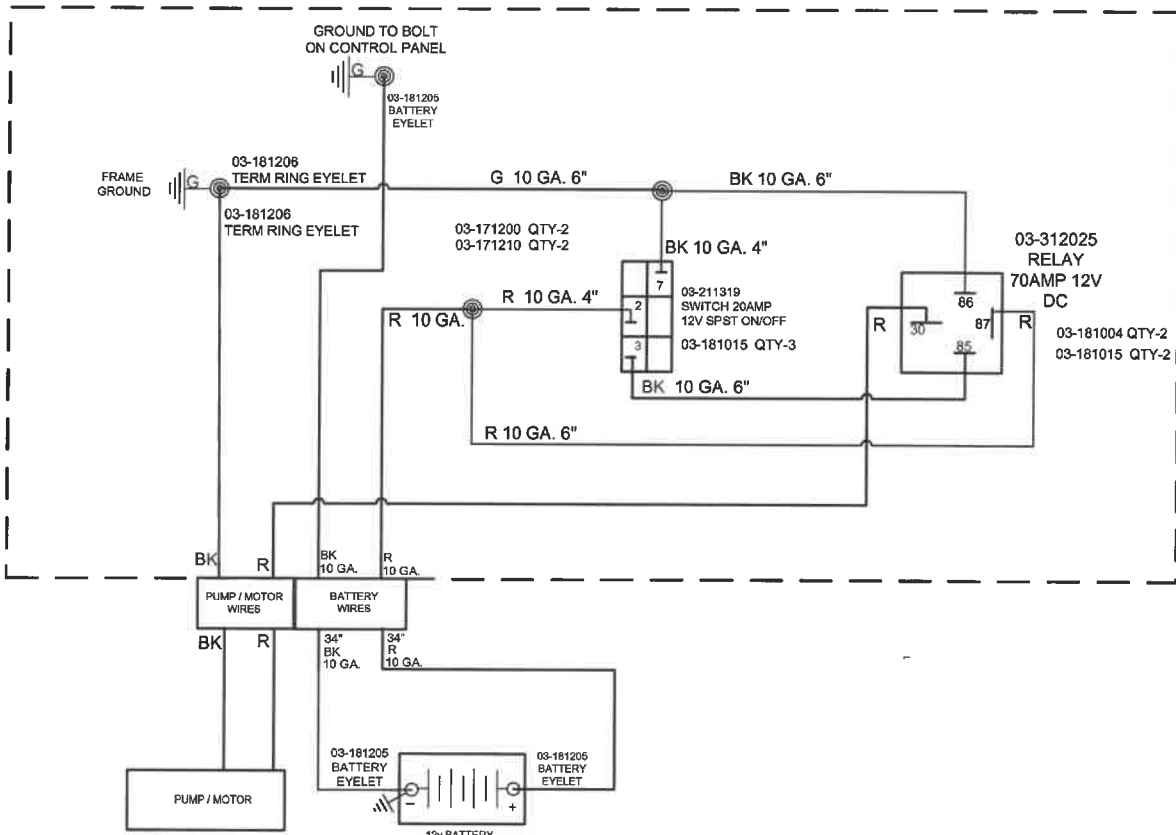 GROUND TO BOLT
ON CONTROL PANEL
G
03-181205
BATTERY
EYELET
FRAME
GROUND
G
03-181206
TERM RING EYELET
G 10 GA. 6"
BK 10 GA. 6"
03-181206
TERM RING EYELET
03-171200 QTY-2
03-171210 QTY-2
BK 10 GA. 4"
03-312025
RELAY
70AMP 12V
DC
7
2
3
03-211319
SWITCH 20AMP
12V SPST ON/OFF
03-181015 QTY-3
R 10 GA. 4"
R 10 GA.
86
R
30
87
R
85
03-181004 QTY-2
03-181015 QTY-2
BK 10 GA. 6"
R 10 GA. 6"
BK
R
BK
10 GA.
R
10 GA.
PUMP / MOTOR
WIRES
BATTERY
WIRES
BK
R
34"
BK
10 GA.
34"
R
10 GA.
03-181205
BATTERY
EYELET
03-181205
BATTERY
EYELET
PUMP / MOTOR
-
+
12v BATTERY